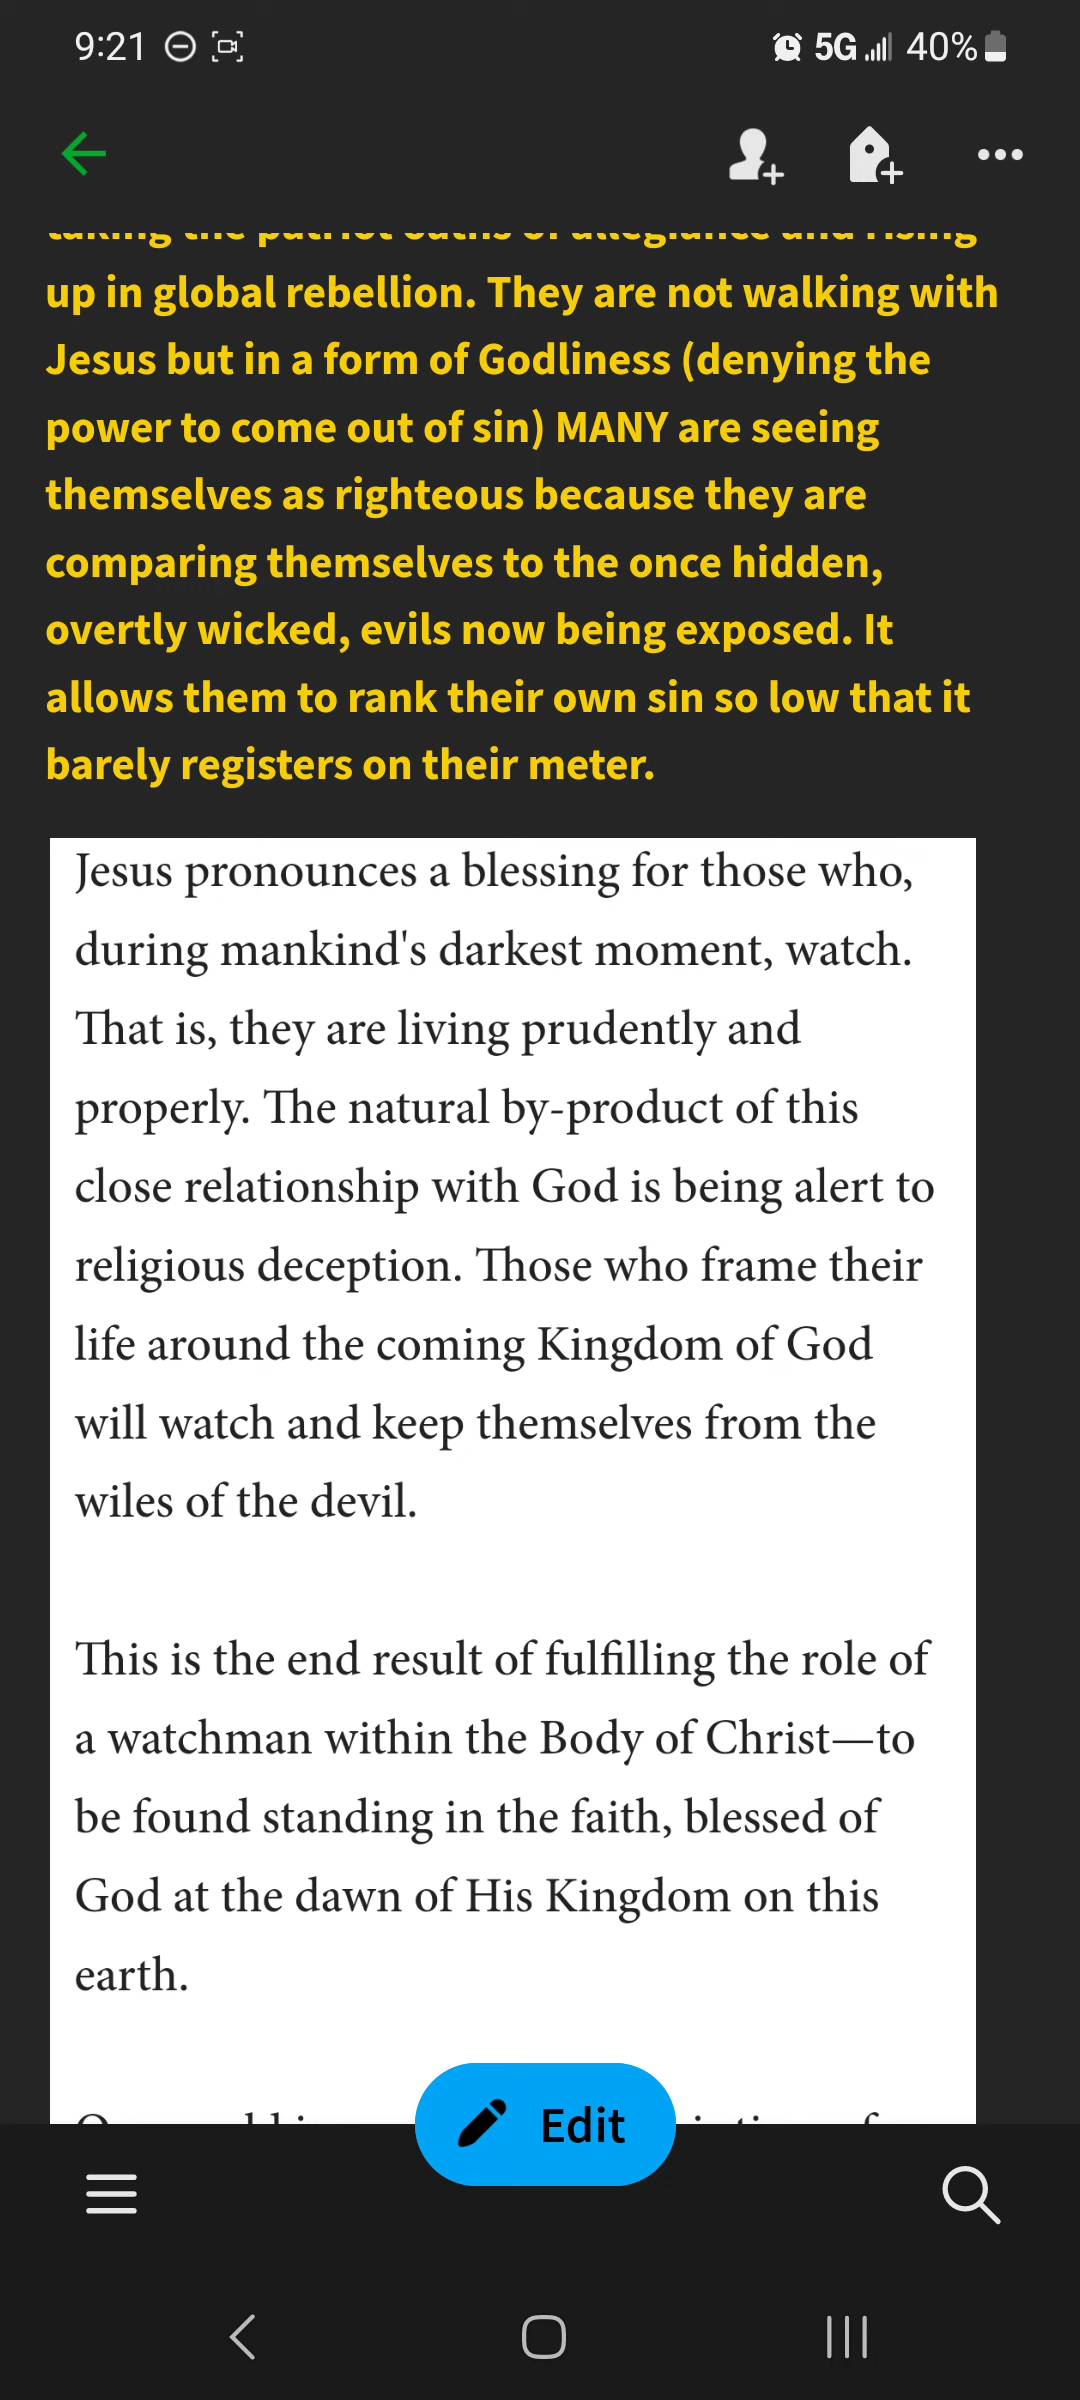 9:21
5G 40%
taking the patriot oaths of allegiance and rising
up in global rebellion. They are not walking with
Jesus but in a form of Godliness (denying the
power to come out of sin) MANY are seeing
themselves as righteous because they are
comparing themselves to the once hidden,
overtly wicked, evils now being exposed. It
allows them to rank their own sin so low that it
barely registers on their meter.
Jesus pronounces a blessing for those who,
during mankind's darkest moment, watch.
That is, they are living prudently and
properly. The natural by-product of this
close relationship with God is being alert to
religious deception. Those who frame their
life around the coming Kingdom of God
will watch and keep themselves from the
wiles of the devil.
This is the end result of fulfilling the role of
a watchman within the Body of Christ—to
be found standing in the faith, blessed of
God at the dawn of His Kingdom on this
earth.
Edit